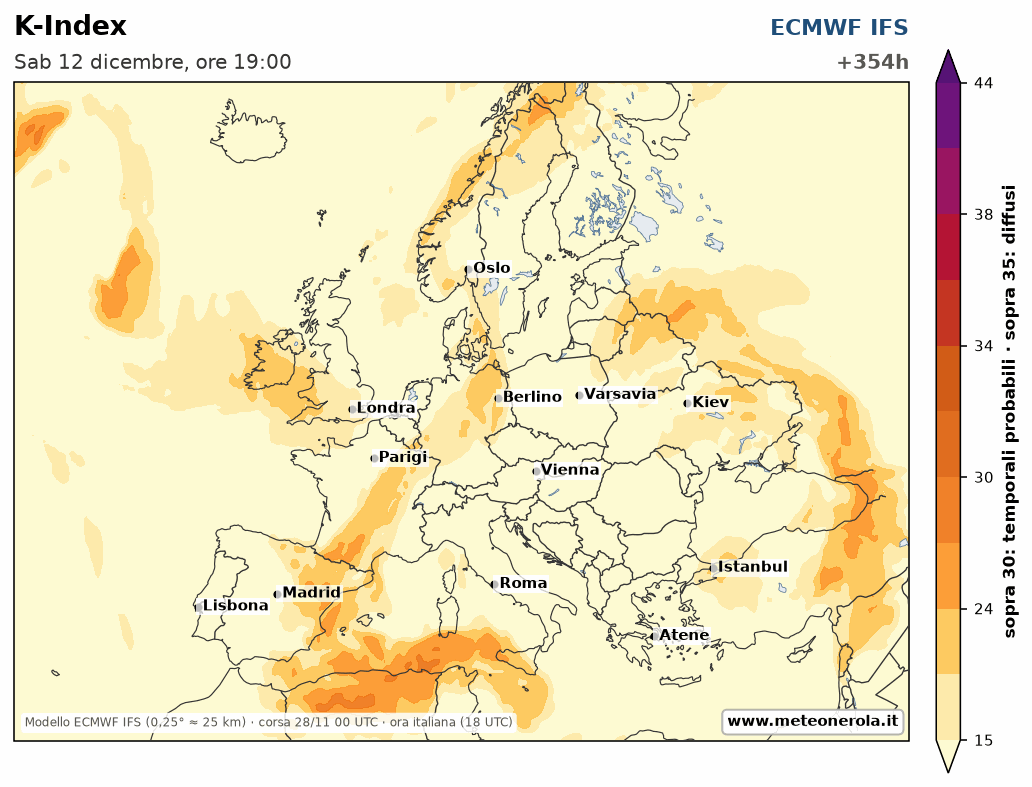 K-Index
ECMWF IFS
Sab 12 dicembre, ore 19:00
+354h
44
38
34
30
24
15
sopra 30: temporali probabili · sopra 35: diffusi
Oslo
Londra
Berlino
Varsavia
Kiev
Parigi
Vienna
Istanbul
Roma
Madrid
Lisbona
Atene
Modello ECMWF IFS (0,25° ≈ 25 km) · corsa 28/11 00 UTC · ora italiana (18 UTC)
www.meteonerola.it